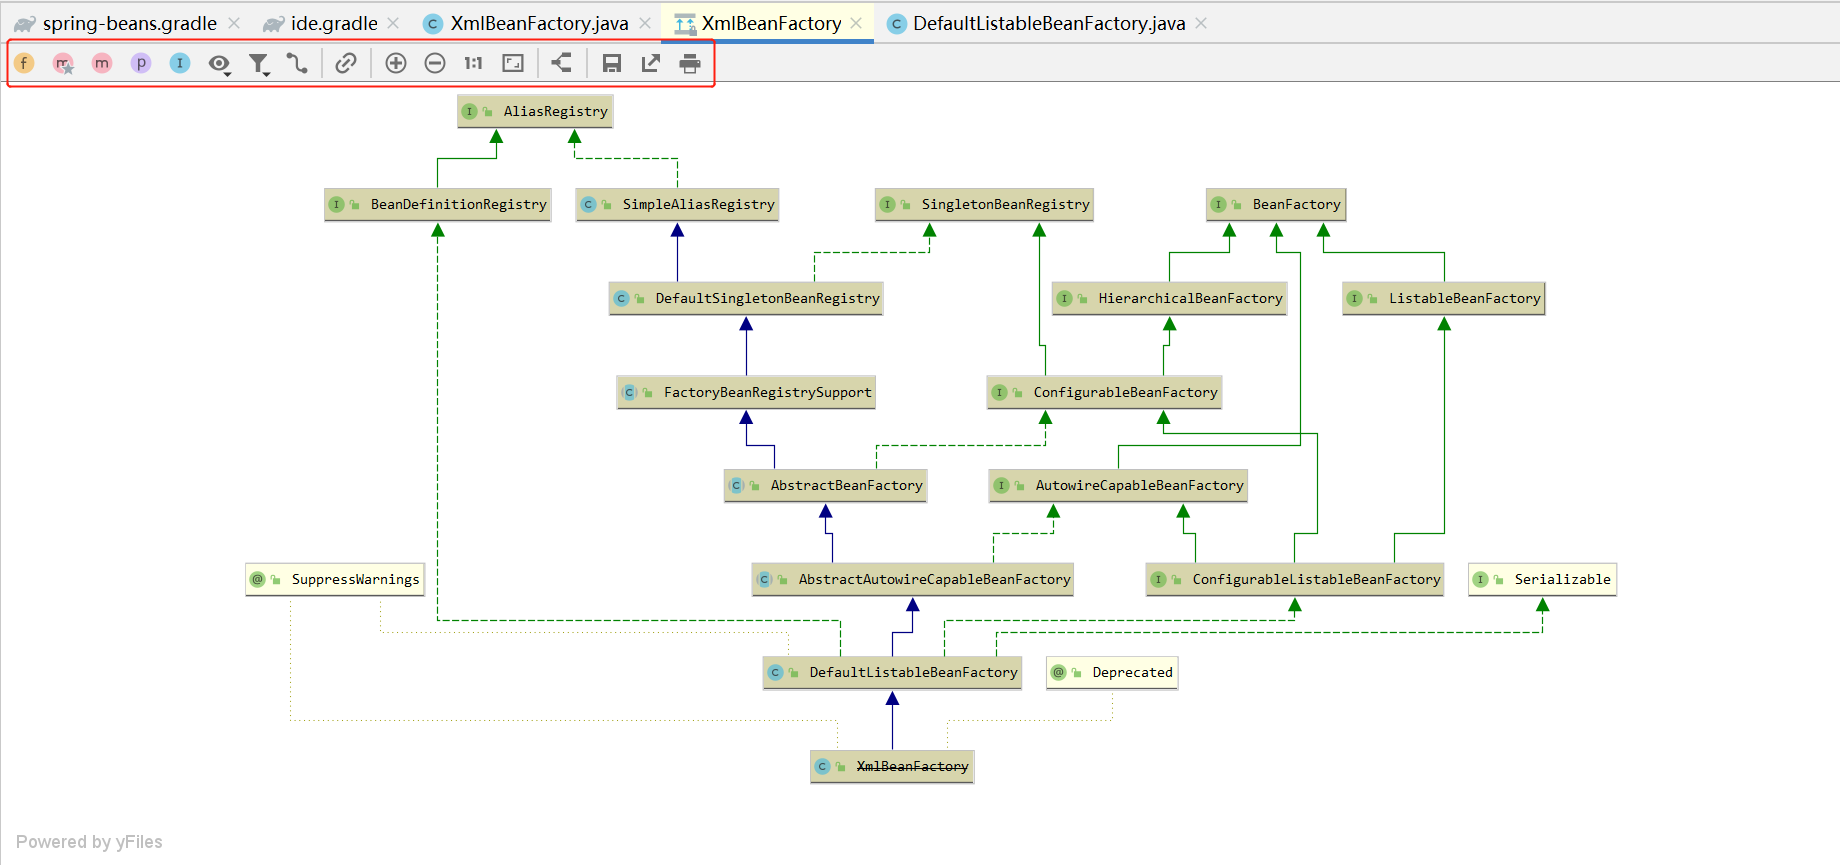 spring-beans.gradle ide.gradle XmlBeanFactory.java XmlBeanFactory DefaultListableBeanFactory.java
f m m p I 1:1
I AliasRegistry
I BeanDefinitionRegistry C SimpleAliasRegistry I SingletonBeanRegistry I BeanFactory
C DefaultSingletonBeanRegistry I HierarchicalBeanFactory I ListableBeanFactory
C FactoryBeanRegistrySupport I ConfigurableBeanFactory
C AbstractBeanFactory I AutowireCapableBeanFactory
@ SuppressWarnings C AbstractAutowireCapableBeanFactory I ConfigurableListableBeanFactory I Serializable
C DefaultListableBeanFactory @ Deprecated
C XmlBeanFactory
Powered by yFiles